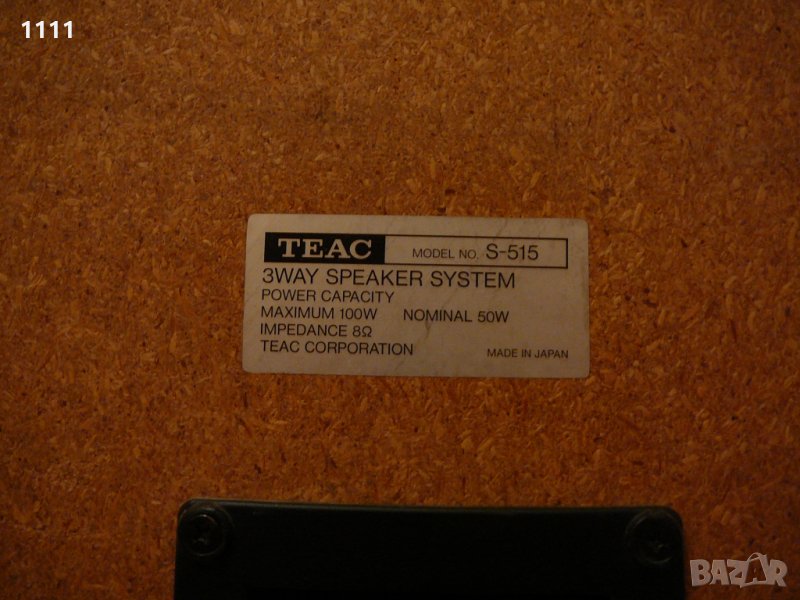 1111
TEAC MODEL NO. S-515
3WAY SPEAKER SYSTEM
POWER CAPACITY
MAXIMUM 100W NOMINAL 50W
IMPEDANCE 8Ω
TEAC CORPORATION MADE IN JAPAN
BAZAR